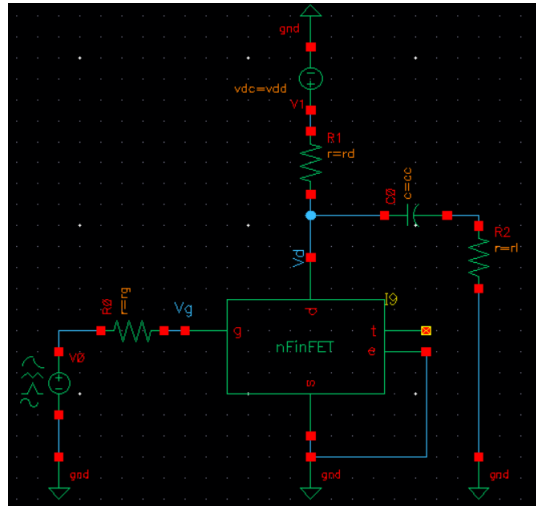 gnd
vdc=vdd
V1
R1
r=rd
C0
c=cc
R2
r=rl
Vd
I9
R0
r=rg
Vg
g
d
nFinFET
t
e
s
V0
gnd
gnd
gnd